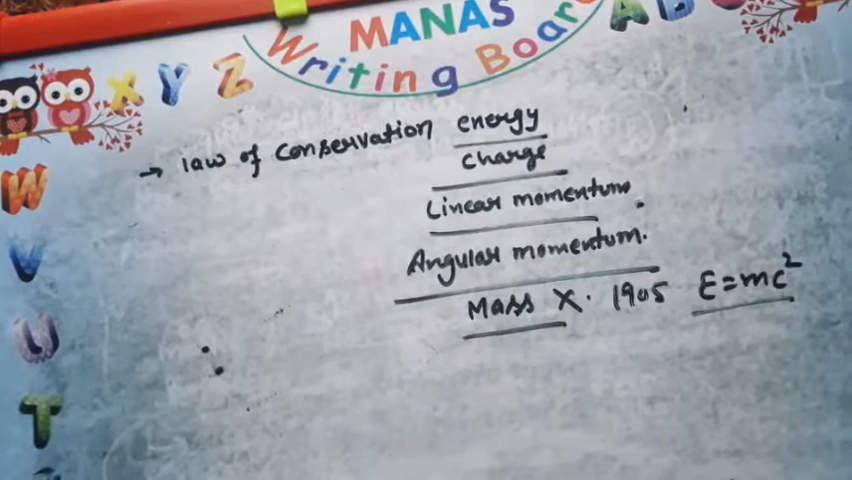 MANAS
Writing Board
A B
X Y Z
W
V
U
T
→ law of conservation energy
charge
Linear momentum.
Angular momentum.
Mass X. 1905 E=mc²